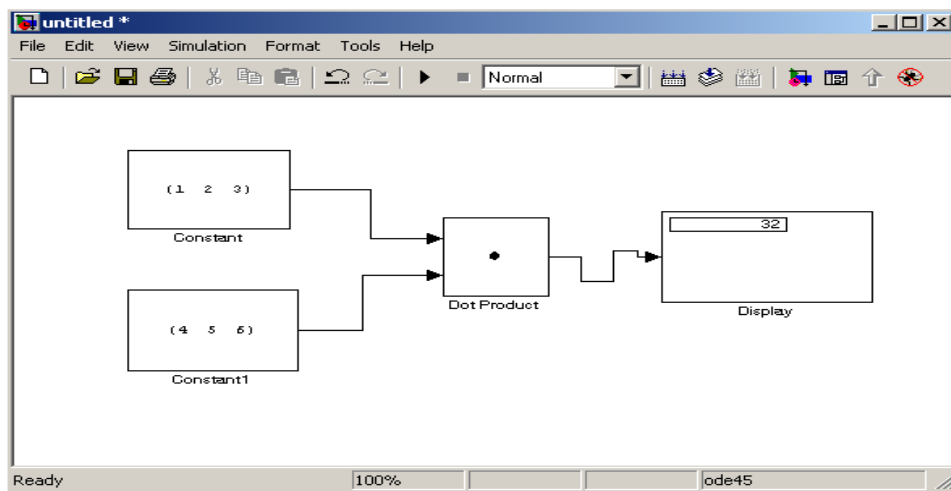 untitled *
File Edit View Simulation Format Tools Help
Normal
(1 2 3)
Constant
32
Dot Product
Display
(4 5 6)
Constant1
Ready 100% ode45